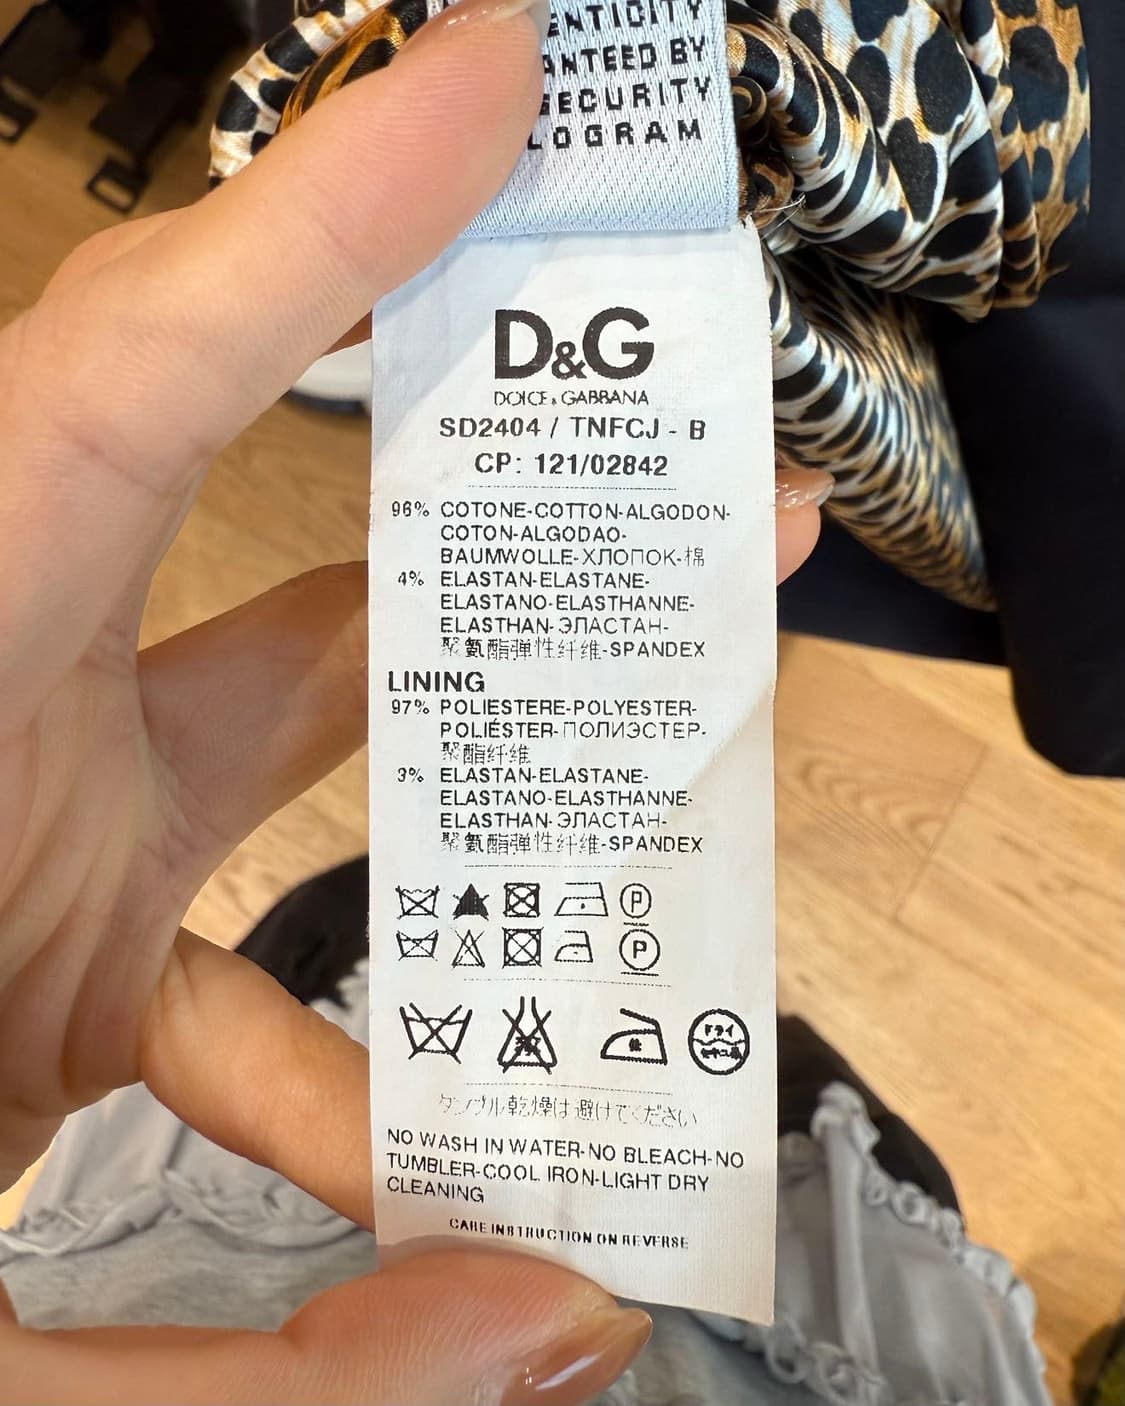 ENTICITY
ANTEED BY
SECURITY
LOGRAM
D&G
DOLCE & GABBANA
SD2404 / TNFCJ - B
CP: 121/02842
96% COTONE-COTTON-ALGODON-
COTON-ALGODAO-
BAUMWOLLE-ХЛОПОК-棉
4% ELASTAN-ELASTANE-
ELASTANO-ELASTHANNE-
ELASTHAN-ЭЛАСТАН-
聚氨酯弹性纤维-SPANDEX
LINING
97% POLIESTERE-POLYESTER-
POLIÉSTER-ПОЛИЭСТЕР-
聚酯纤维
3% ELASTAN-ELASTANE-
ELASTANO-ELASTHANNE-
ELASTHAN-ЭЛАСТАН-
聚氨酯弹性纤维-SPANDEX
P
P
低
ドライ
セキユ系
タンブル乾燥は避けてください
NO WASH IN WATER-NO BLEACH-NO
TUMBLER-COOL IRON-LIGHT DRY
CLEANING
CARE INSTRUCTION ON REVERSE